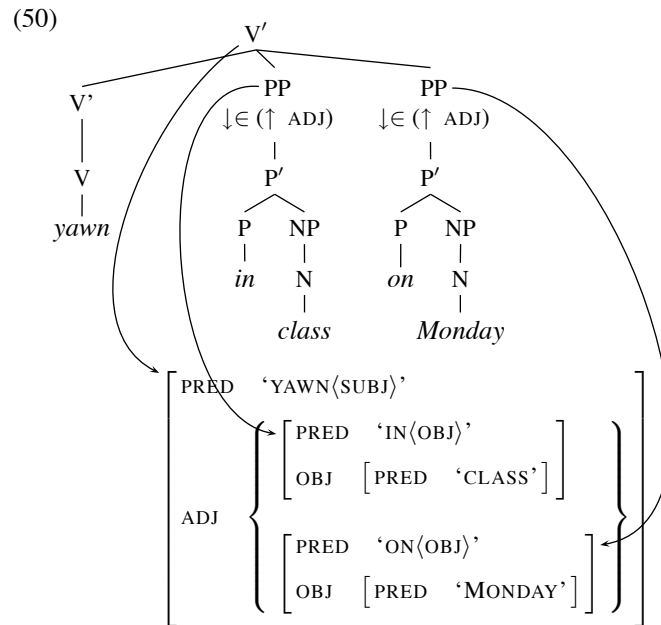 (50)
V′
V' PP PP
↓∈ (↑ ADJ) ↓∈ (↑ ADJ)
V P′ P′
yawn P NP P NP
in N on N
class Monday
PRED ‘YAWN⟨SUBJ⟩’
PRED ‘IN⟨OBJ⟩’
OBJ [PRED ‘CLASS’]
ADJ
PRED ‘ON⟨OBJ⟩’
OBJ [PRED ‘MONDAY’]